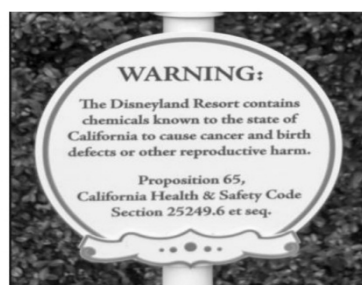 WARNING:
The Disneyland Resort contains
chemicals known to the state of
California to cause cancer and birth
defects or other reproductive harm.
Proposition 65,
California Health & Safety Code
Section 25249.6 et seq.